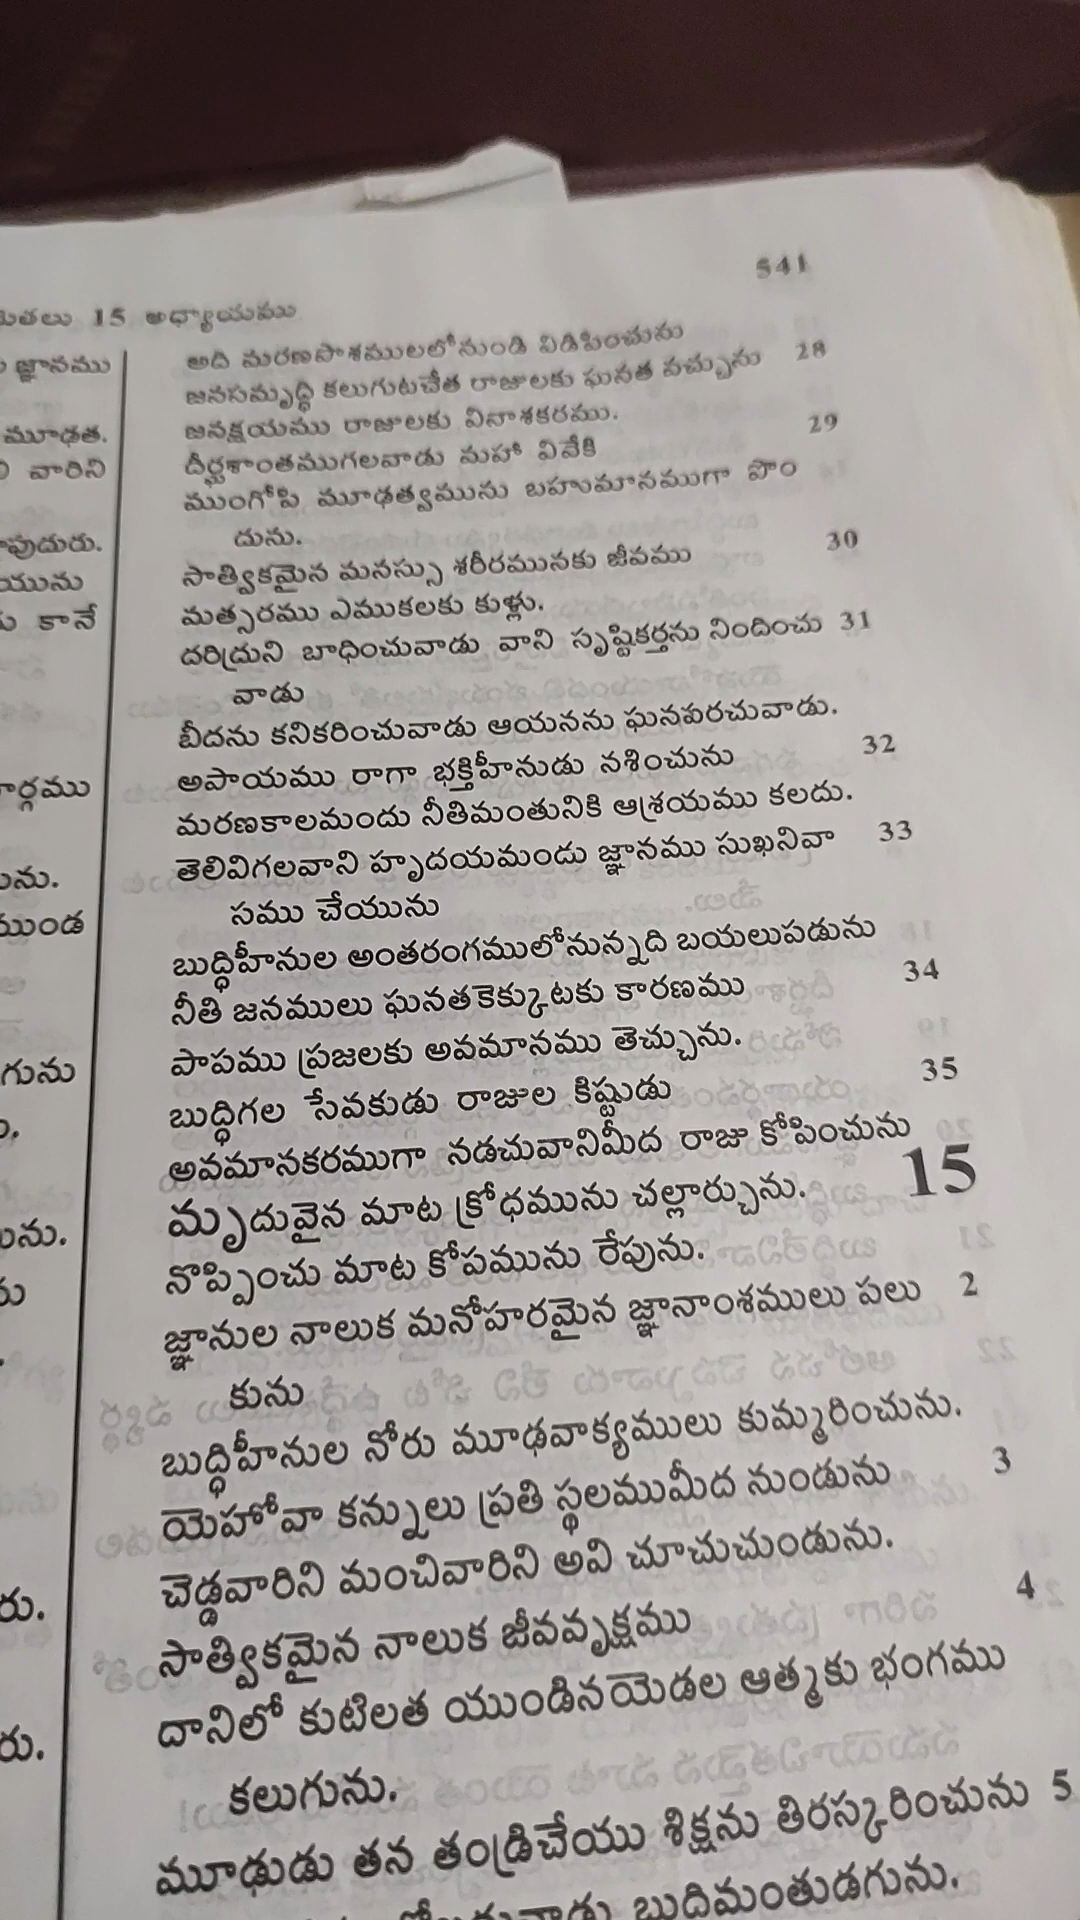 541
15 అధ్యాయము
జ్ఞానము
మూఢత.
వారిని
కానే
అది మరణపాశములలోనుండి విడిపించును
జనసమృద్ధి కలుగుటచేత రాజులకు ఘనత వచ్చును 28
జనక్షయము రాజులకు వినాశకరము.
దీర్ఘశాంతముగలవాడు మహా వివేకి 29
ముంగోపి మూఢత్వమును బహుమానముగా పొం
దును.
సాత్వికమైన మనస్సు శరీరమునకు జీవము 30
మత్సరము ఎముకలకు కుళ్లు.
దరిద్రుని బాధించువాడు వాని సృష్టికర్తను నిందించు 31
వాడు
బీదను కనికరించువాడు ఆయనను ఘనపరచువాడు.
అపాయము రాగా భక్తిహీనుడు నశించును 32
మరణకాలమందు నీతిమంతునికి ఆశ్రయము కలదు.
తెలివిగలవాని హృదయమందు జ్ఞానము సుఖనివా 33
సము చేయును
బుద్ధిహీనుల అంతరంగములోనున్నది బయలుపడును
నీతి జనములు ఘనతకెక్కుటకు కారణము 34
పాపము ప్రజలకు అవమానము తెచ్చును.
బుద్ధిగల సేవకుడు రాజుల కిష్టుడు 35
అవమానకరముగా నడచువానిమీద రాజు కోపించును
మృదువైన మాట క్రోధమును చల్లార్చును. 15
నొప్పించు మాట కోపమును రేపును.
జ్ఞానుల నాలుక మనోహరమైన జ్ఞానాంశములు పలు 2
కును
బుద్ధిహీనుల నోరు మూఢవాక్యములు కుమ్మరించును.
యెహోవా కన్నులు ప్రతి స్థలముమీద నుండును 3
చెడ్డవారిని మంచివారిని అవి చూచుచుండును.
సాత్వికమైన నాలుక జీవవృక్షము 4
దానిలో కుటిలత యుండినయెడల ఆత్మకు భంగము
కలుగును.
మూఢుడు తన తండ్రిచేయు శిక్షను తిరస్కరించును 5
బుద్ధిమంతుడగును.